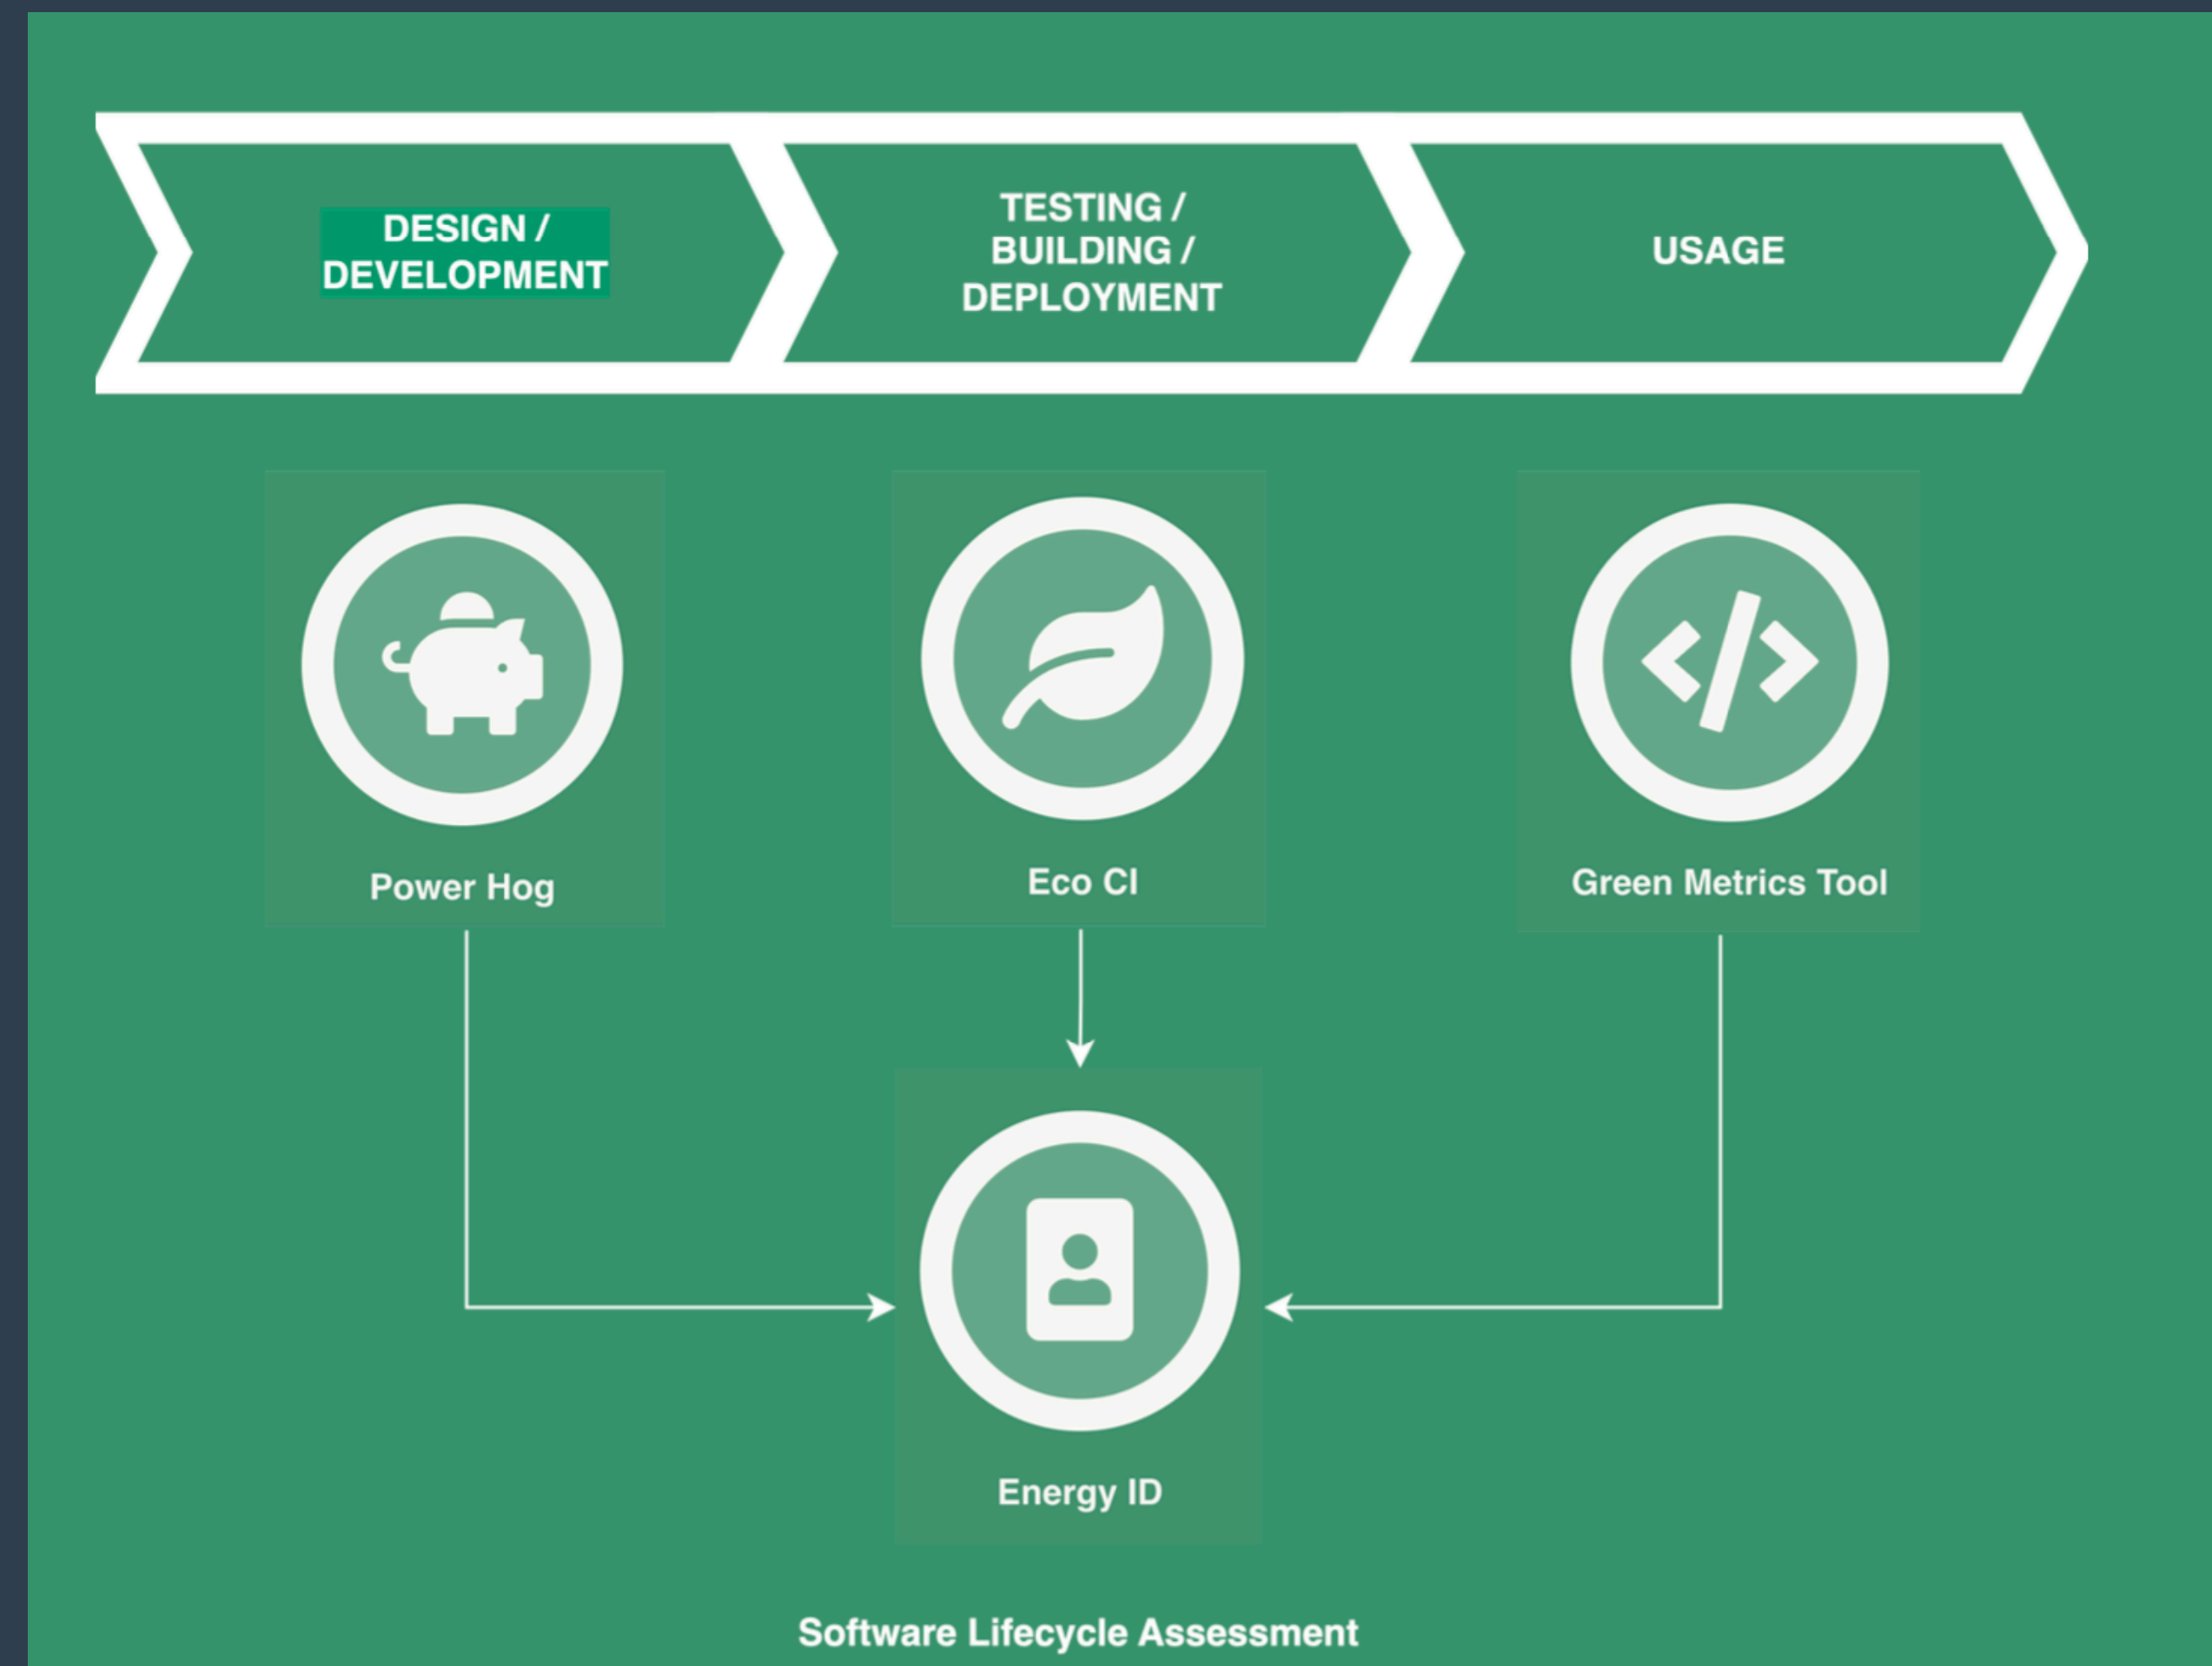 DESIGN /
DEVELOPMENT
TESTING /
BUILDING /
DEPLOYMENT
USAGE
Power Hog
Eco CI
Green Metrics Tool
Energy ID
Software Lifecycle Assessment